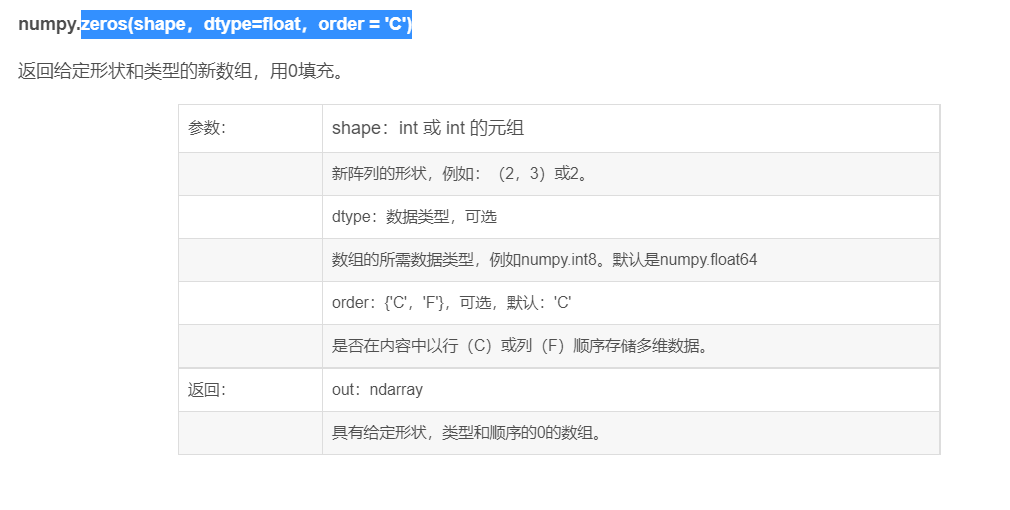 numpy.zeros(shape，dtype=float，order = 'C')
返回给定形状和类型的新数组，用0填充。
参数： shape：int 或 int 的元组
新阵列的形状，例如：（2，3）或2。
dtype：数据类型，可选
数组的所需数据类型，例如numpy.int8。默认是numpy.float64
order：{'C'，'F'}，可选，默认：'C'
是否在内容中以行（C）或列（F）顺序存储多维数据。
返回： out：ndarray
具有给定形状，类型和顺序的0的数组。